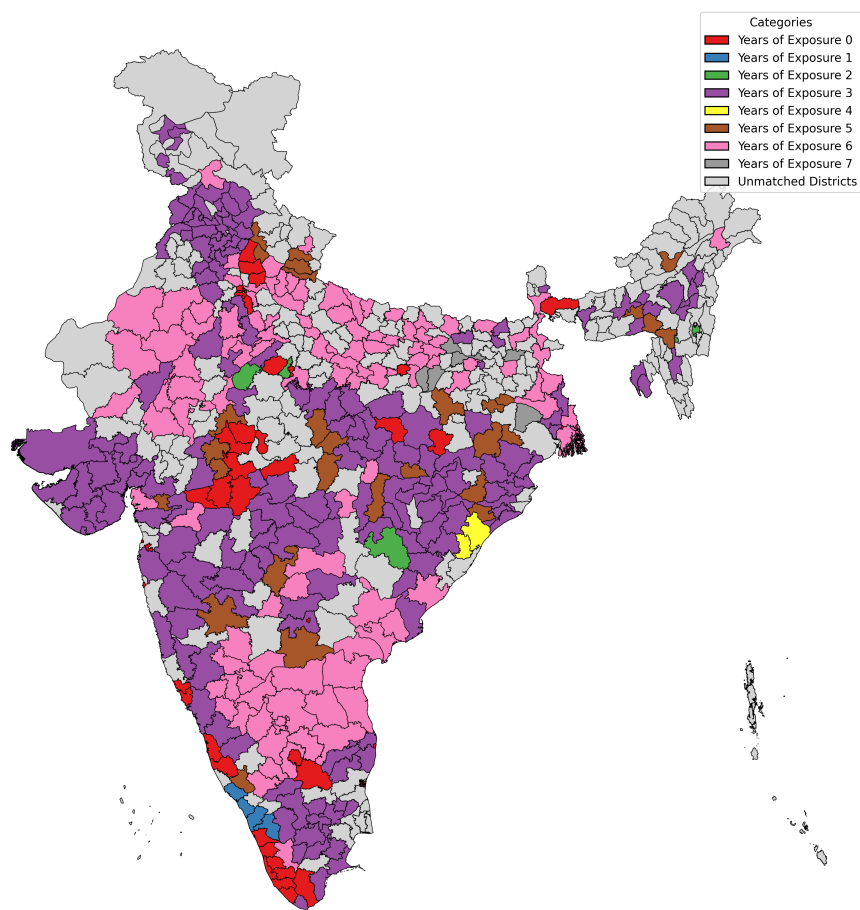 Categories
Years of Exposure 0
Years of Exposure 1
Years of Exposure 2
Years of Exposure 3
Years of Exposure 4
Years of Exposure 5
Years of Exposure 6
Years of Exposure 7
Unmatched Districts